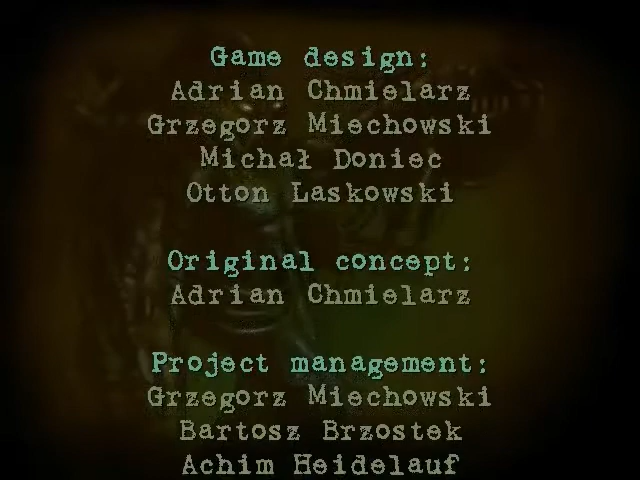 Game design:
Adrian Chmielarz
Grzegorz Miechowski
Michał Doniec
Otton Laskowski
Original concept:
Adrian Chmielarz
Project management:
Grzegorz Miechowski
Bartosz Brzostek
Achim Heidelauf